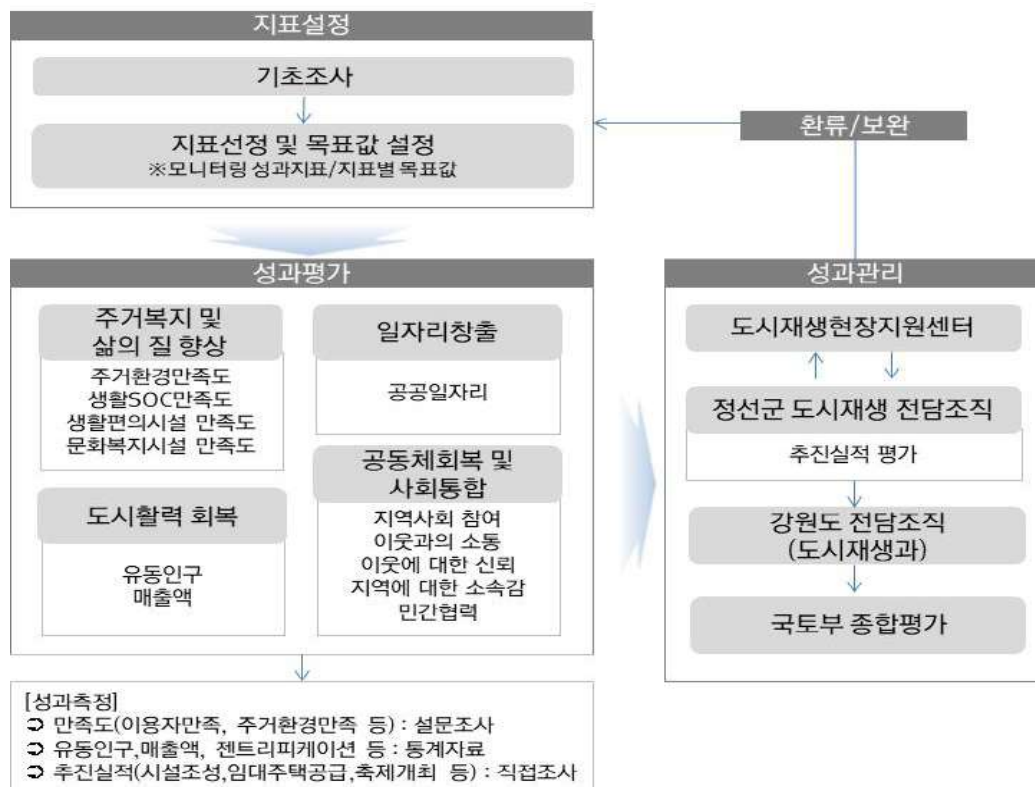 지표설정
기초조사
지표선정 및 목표값 설정
※모니터링 성과지표/지표별 목표값
환류/보완
성과평가
주거복지 및
삶의 질 향상
주거환경만족도
생활SOC만족도
생활편의시설 만족도
문화복지시설 만족도
일자리창출
공공일자리
도시활력 회복
유동인구
매출액
공동체회복 및
사회통합
지역사회 참여
이웃과의 소통
이웃에 대한 신뢰
지역에 대한 소속감
민간협력
성과관리
도시재생현장지원센터
정선군 도시재생 전담조직
추진실적 평가
강원도 전담조직
(도시재생과)
국토부 종합평가
[성과측정]
➲ 만족도(이용자만족, 주거환경만족 등) : 설문조사
➲ 유동인구,매출액, 젠트리피케이션 등 : 통계자료
➲ 추진실적(시설조성,임대주택공급,축제개최 등) : 직접조사